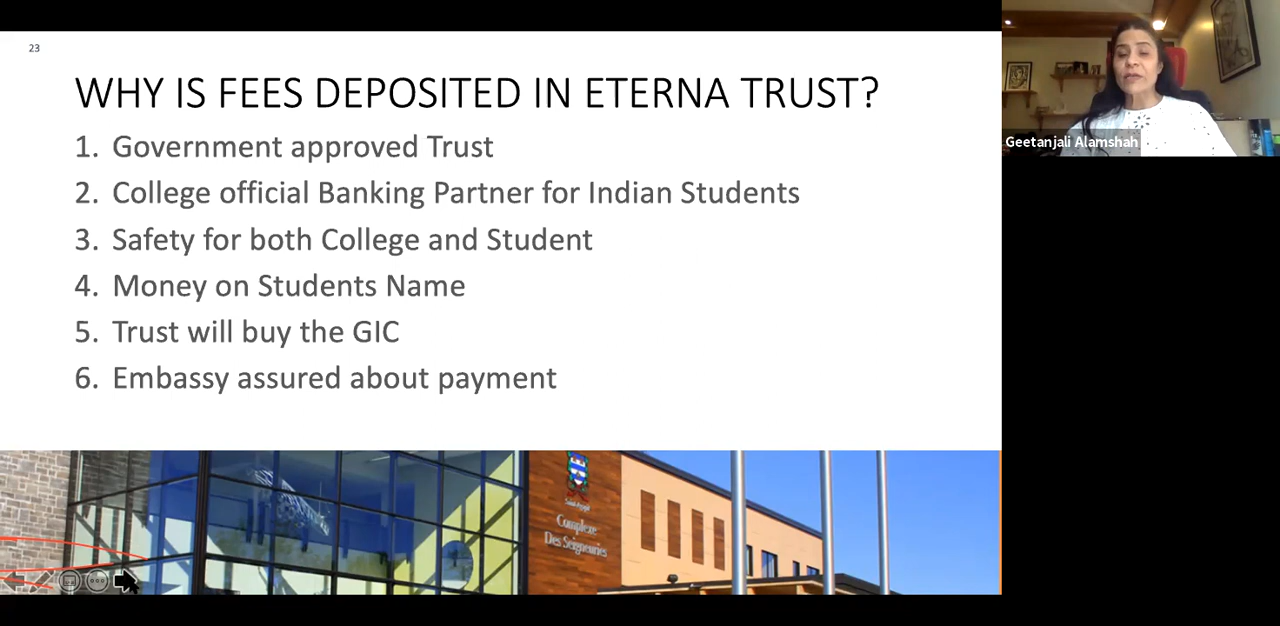 23
WHY IS FEES DEPOSITED IN ETERNA TRUST?
1. Government approved Trust
2. College official Banking Partner for Indian Students
3. Safety for both College and Student
4. Money on Students Name
5. Trust will buy the GIC
6. Embassy assured about payment
Geetanjali Alamshah
Complexe
Des Seigneuries